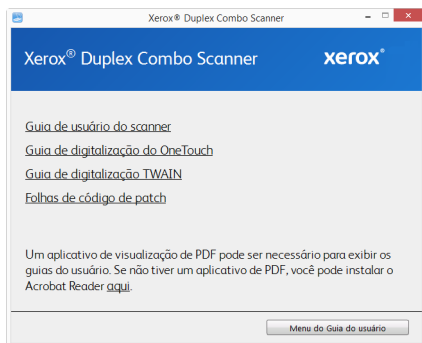 Xerox® Duplex Combo Scanner
Xerox® Duplex Combo Scanner
xerox®
Guia de usuário do scanner
Guia de digitalização do OneTouch
Guia de digitalização TWAIN
Folhas de código de patch
Um aplicativo de visualização de PDF pode ser necessário para exibir os
guias do usuário. Se não tiver um aplicativo de PDF, você pode instalar o
Acrobat Reader aqui.
Menu do Guia do usuário